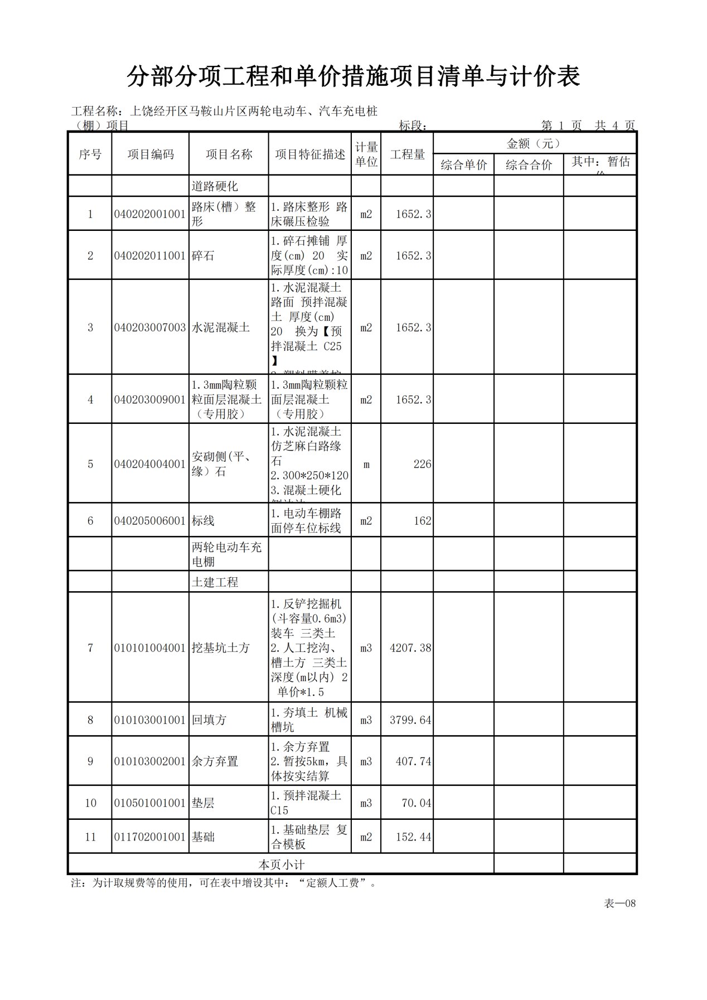 分部分项工程和单价措施项目清单与计价表
工程名称：上饶经开区马鞍山片区两轮电动车、汽车充电桩
（棚）项目 标段： 第 1 页 共 4 页
序号 项目编码 项目名称 项目特征描述 计量单位 工程量 金额（元）
综合单价 综合合价 其中：暂估
道路硬化
1 040202001001 路床(槽）整形 1.路床整形 路床碾压检验 m2 1652.3
2 040202011001 碎石 1.碎石摊铺 厚度(cm) 20 实际厚度(cm):10 m2 1652.3
3 040203007003 水泥混凝土 1.水泥混凝土路面 预拌混凝土 厚度(cm) 20 换为【预拌混凝土 C25】 m2 1652.3
4 040203009001 1.3mm陶粒颗粒面层混凝土（专用胶） 1.3mm陶粒颗粒面层混凝土（专用胶） m2 1652.3
5 040204004001 安砌侧(平、缘）石 1.水泥混凝土仿芝麻白路缘石
2.300*250*120
3.混凝土硬化 m 226
6 040205006001 标线 1.电动车棚路面停车位标线 m2 162
两轮电动车充电棚
土建工程
7 010101004001 挖基坑土方 1.反铲挖掘机(斗容量0.6m3)装车 三类土
2.人工挖沟、槽土方 三类土 深度(m以内) 2 单价*1.5 m3 4207.38
8 010103001001 回填方 1.夯填土 机械 槽坑 m3 3799.64
9 010103002001 余方弃置 1.余方弃置
2.暂按5km，具体按实结算 m3 407.74
10 010501001001 垫层 1.预拌混凝土 C15 m3 70.04
11 011702001001 基础 1.基础垫层 复合模板 m2 152.44
本页小计
注：为计取规费等的使用，可在表中增设其中：“定额人工费”。
表—08